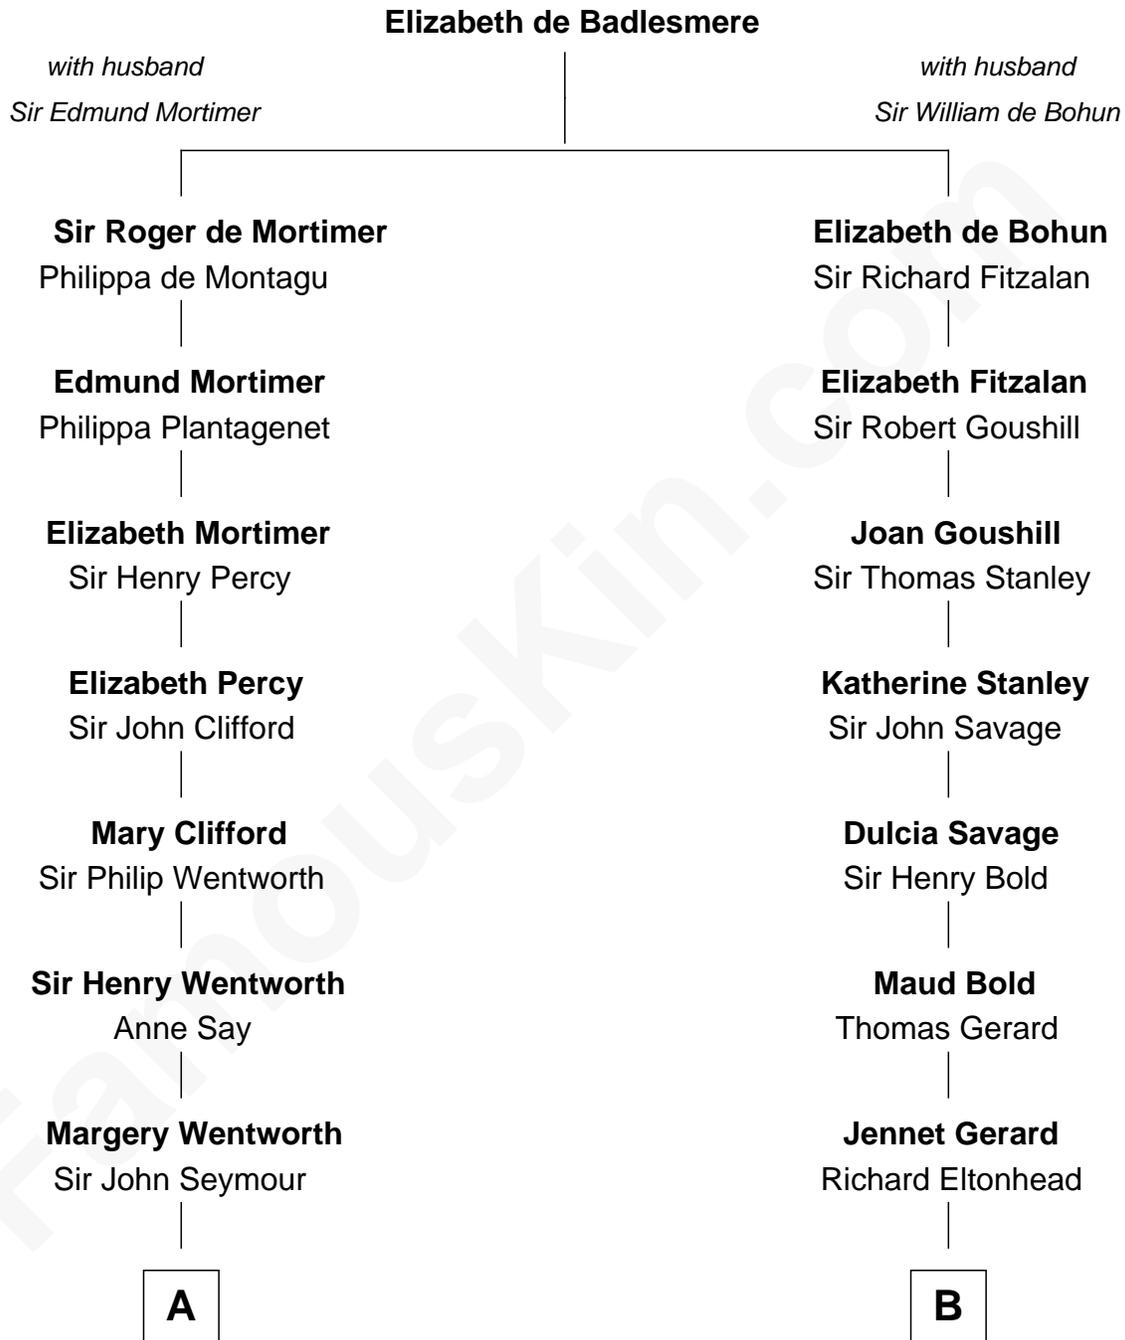 Elizabeth de Badlesmere
with husband
Sir Edmund Mortimer
with husband
Sir William de Bohun
Sir Roger de Mortimer
Philippa de Montagu
Elizabeth de Bohun
Sir Richard Fitzalan
Edmund Mortimer
Philippa Plantagenet
Elizabeth Fitzalan
Sir Robert Goushill
Elizabeth Mortimer
Sir Henry Percy
Joan Goushill
Sir Thomas Stanley
Elizabeth Percy
Sir John Clifford
Katherine Stanley
Sir John Savage
Mary Clifford
Sir Philip Wentworth
Dulcia Savage
Sir Henry Bold
Sir Henry Wentworth
Anne Say
Maud Bold
Thomas Gerard
Margery Wentworth
Sir John Seymour
Jennet Gerard
Richard Eltonhead
A
B
FamousKin.com